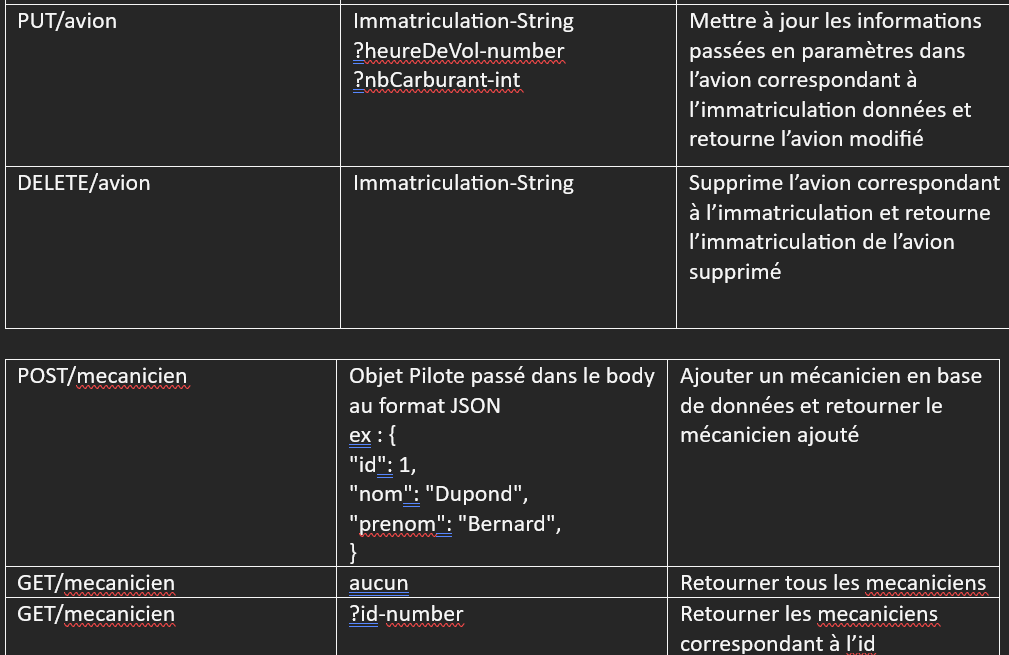 PUT/avion
Immatriculation-String
?heureDeVol-number
?nbCarburant-int
Mettre à jour les informations
passées en paramètres dans
l’avion correspondant à
l’immatriculation données et
retourne l’avion modifié
DELETE/avion
Immatriculation-String
Supprime l’avion correspondant
à l’immatriculation et retourne
l’immatriculation de l’avion
supprimé
POST/mecanicien
Objet Pilote passé dans le body
au format JSON
ex : {
"id": 1,
"nom": "Dupond",
"prenom": "Bernard",
}
Ajouter un mécanicien en base
de données et retourner le
mécanicien ajouté
GET/mecanicien
aucun
Retourner tous les mecaniciens
GET/mecanicien
?id-number
Retourner les mecaniciens
correspondant à l’id